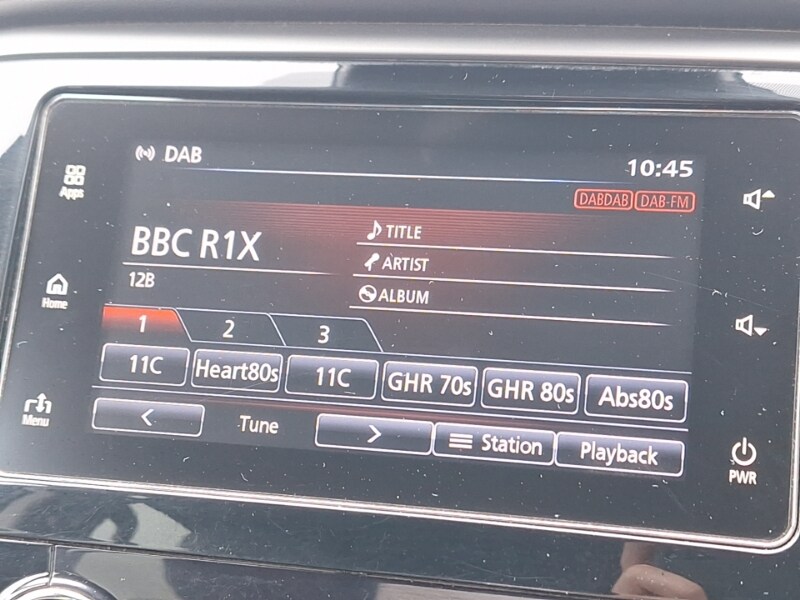 DAB
10:45
Apps
DABDAB DAB-FM
BBC R1X
TITLE
ARTIST
12B
ALBUM
Home
1 2 3
11C Heart80s 11C GHR 70s GHR 80s Abs80s
Menu
< Tune > Station Playback
PWR